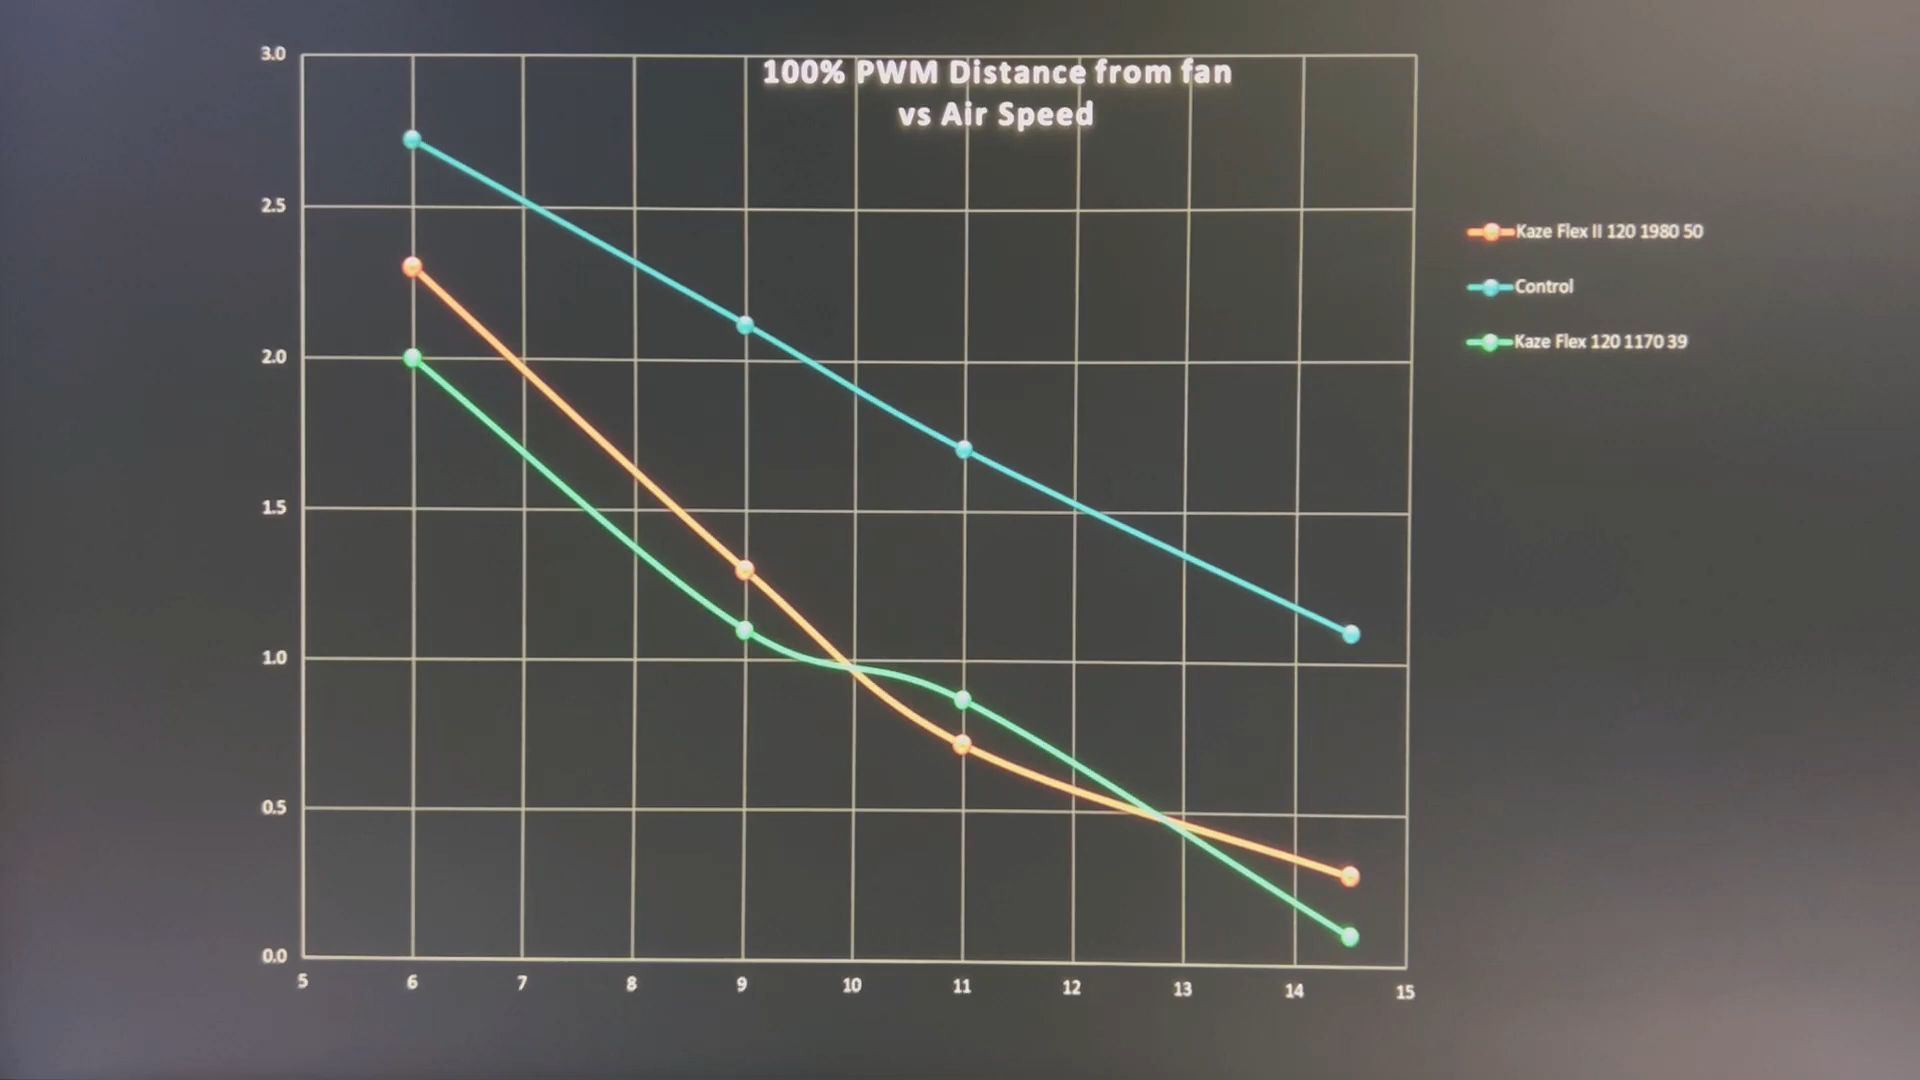 100% PWM Distance from fan
vs Air Speed
3.0
2.5
2.0
1.5
1.0
0.5
0.0
5 6 7 8 9 10 11 12 13 14 15
Kaze Flex II 120 1980 50
Control
Kaze Flex 120 1170 39